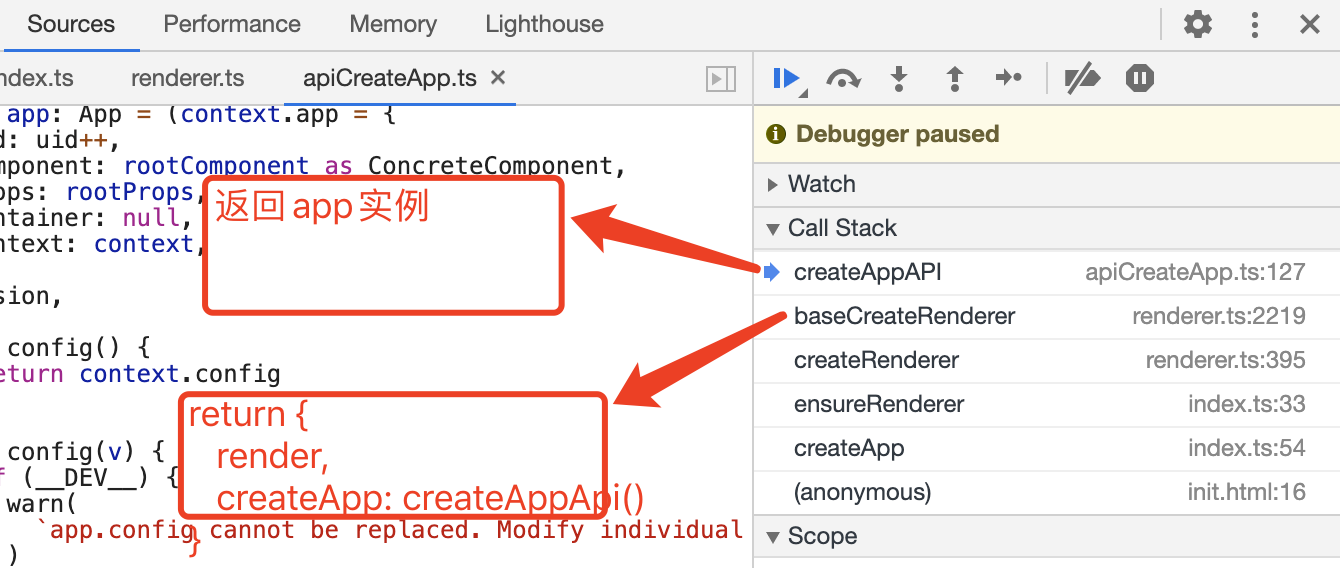 Sources Performance Memory Lighthouse
ndex.ts renderer.ts apiCreateApp.ts ×
app: App = (context.app = {
d: uid++,
mponent: rootComponent as ConcreteComponent,
ops: rootProps,
ntainer: null,
ntext: context,
sion,
config() {
eturn context.config
config(v) {
f (__DEV__) {
warn(
`app.config cannot be replaced. Modify individual
)
返回 app 实例
return {
render,
createApp: createAppApi()
}
Debugger paused
Watch
Call Stack
createAppAPI apiCreateApp.ts:127
baseCreateRenderer renderer.ts:2219
createRenderer renderer.ts:395
ensureRenderer index.ts:33
createApp index.ts:54
(anonymous) init.html:16
Scope